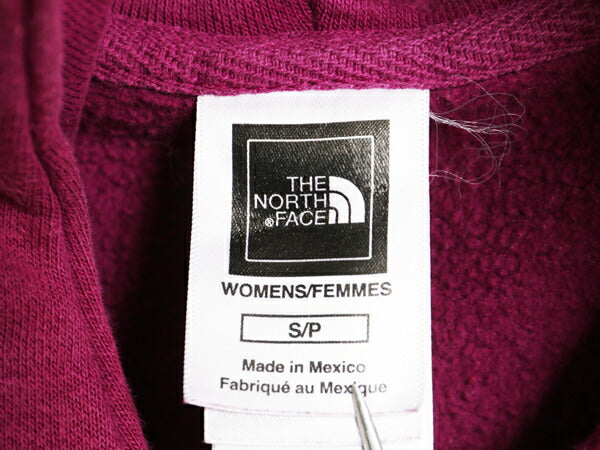 THE
NORTH
®FACE
WOMENS/FEMMES
S/P
Made in Mexico
Fabriqué au Mexique